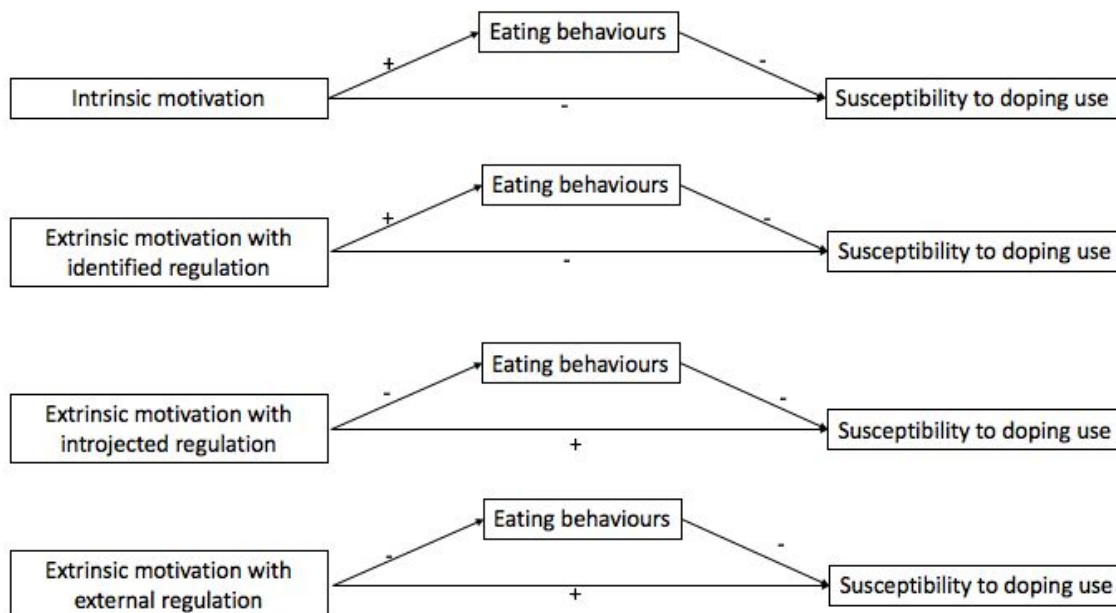 Eating behaviours
+
-
Intrinsic motivation
-
Susceptibility to doping use
Eating behaviours
+
-
Extrinsic motivation with
identified regulation
-
Susceptibility to doping use
Eating behaviours
-
-
Extrinsic motivation with
introjected regulation
+
Susceptibility to doping use
Eating behaviours
-
-
Extrinsic motivation with
external regulation
+
Susceptibility to doping use